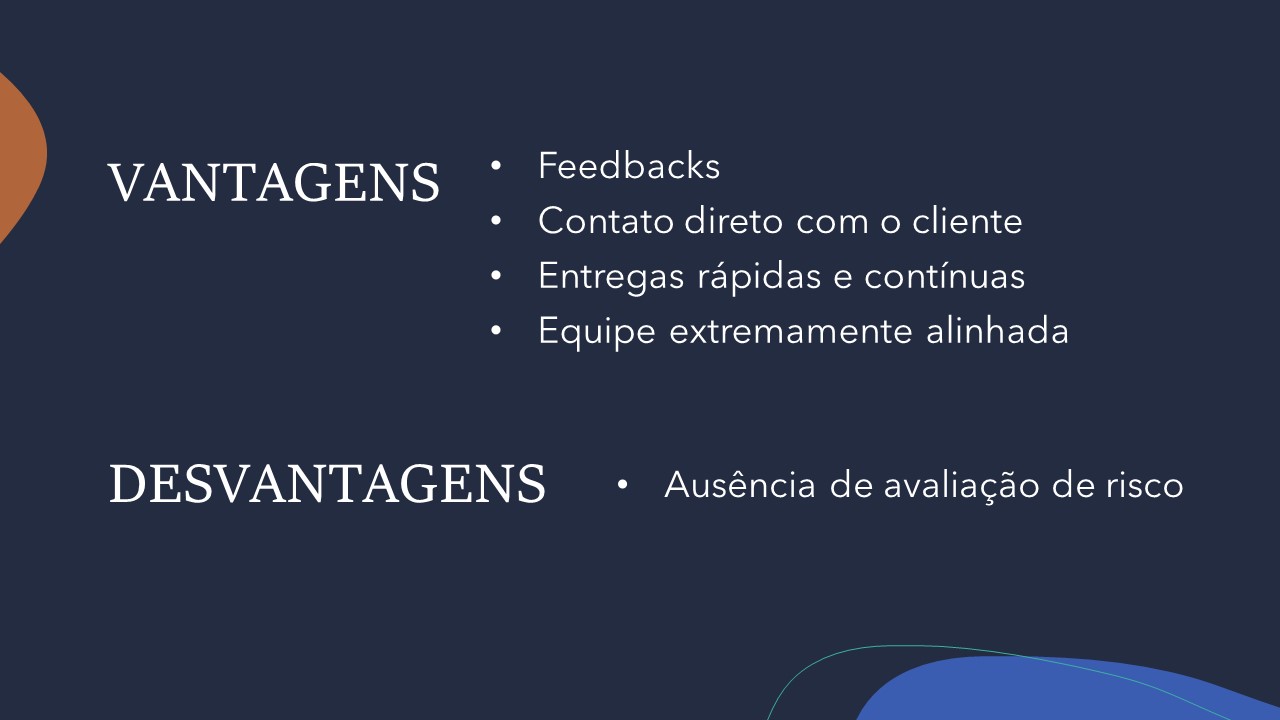 VANTAGENS
• Feedbacks
• Contato direto com o cliente
• Entregas rápidas e contínuas
• Equipe extremamente alinhada
DESVANTAGENS
• Ausência de avaliação de risco